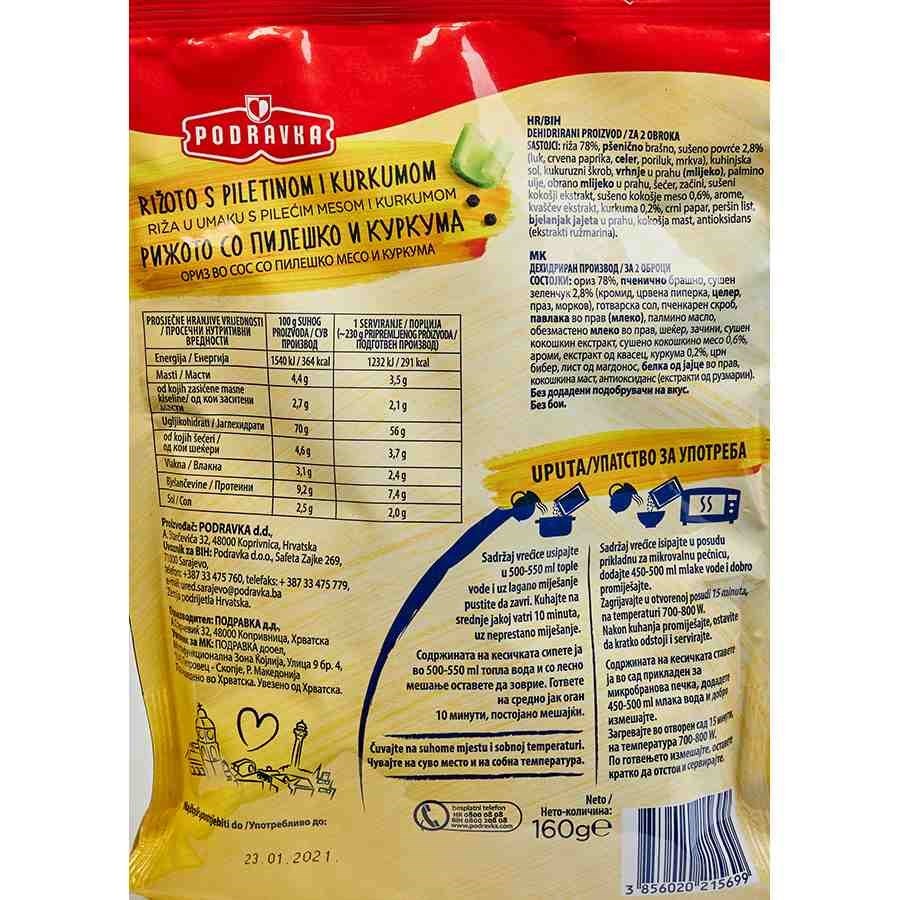 PODRAVKA
RIŽOTO S PILETINOM I KURKUMOM
RIŽA U UMAKU S PILEĆIM MESOM I KURKUMOM
РИЖОТО СО ПИЛЕШКО И КУРКУМА
ОРИЗ ВО СОС СО ПИЛЕШКО МЕСО И КУРКУМА
HR/BIH
DEHIDRIRANI PROIZVOD / ZA 2 OBROKA
SASTOJCI: riža 78%, pšenično brašno, sušeno povrće 2,8%
(luk, crvena paprika, celer, poriluk, mrkva), kuhinjska
sol, kukuruzni škrob, vrhnje u prahu (mlijeko), palmino
ulje, obrano mlijeko u prahu, šećer, začini, sušeni
kokošji ekstrakt, sušeno kokošje meso 0,6%, arome,
kvaščev ekstrakt, kurkuma 0,2%, crni papar, peršin list,
bjelanjak jajeta u prahu, kokošja mast, antioksidans
(ekstrakti ružmarina).
МК
ДЕХИДРИРАН ПРОИЗВОД / ЗА 2 ОБРОЦИ
СОСТОЈКИ: ориз 78%, пченично брашно, сушен
зеленчук 2,8% (кромид, црвена пиперка, целер,
праз, морков), готварска сол, пченкарен скроб,
павлака во прав (млеко), палмино масло,
обезмастено млеко во прав, шеќер, зачини, сушен
кокошкин екстракт, сушено кокошкино месо 0,6%,
ароми, екстракт од квасец, куркума 0,2%, црн
бибер, лист од магдонос, белка од јајце во прав,
кокошкина маст, антиоксиданс (екстракти од рузмарин).
Без додадени подобрувачи на вкус.
Без бои.
PROSJEČNE HRANJIVE VRIJEDNOSTI / ПРОСЕЧНИ НУТРИТИВНИ ВРЕДНОСТИ 100 g SUHOG PROIZVODA / СУВ ПРОИЗВОД 1 SERVIRANJE / ПОРЦИЈА (~230 g PRIPREMLJENOG PROIZVODA/ ПОДГОТВЕН ПРОИЗВОД)
Energija / Енергија 1540 kJ / 364 kcal 1232 kJ / 291 kcal
Masti / Масти 4,4 g 3,5 g
od kojih zasićene masne kiseline/ од кои заситени масти 2,7 g 2,1 g
Ugljikohidrati / Јаглехидрати 70 g 56 g
od kojih šećeri / од кои шеќери 4,6 g 3,7 g
Vlakna / Влакна 3,1 g 2,4 g
Bjelančevine / Протеини 9,2 g 7,4 g
Sol / Сол 2,5 g 2,0 g
Proizvođač: PODRAVKA d.d.,
A. Starčevića 32, 48000 Koprivnica, Hrvatska
Uvoznik za BIH: Podravka d.o.o., Safeta Zajke 269,
71000 Sarajevo,
telefon: +387 33 475 760, telefaks: + 387 33 475 779,
e-mail: ured.sarajevo@podravka.ba
Zemlja podrijetla Hrvatska.
Производител: ПОДРАВКА д.д.,
32, 48000 Копривница, Хрватска
за МК: ПОДРАВКА дооел,
Зона Којлија, Улица 9 бр. 4,
Петровец - Скопје, Р. Македонија
Произведено во Хрватска. Увезено од Хрватска.
UPUTA/УПАТСТВО ЗА УПОТРЕБА
Sadržaj vrećice usipajte
u 500-550 ml tople
vode i uz lagano miješanje
pustite da zavri. Kuhajte na
srednje jakoj vatri 10 minuta,
uz neprestano miješanje.
Содржината на кесичката сипете ја
во 500-550 ml топла вода и со лесно
мешање оставете да зоврие. Гответе
на средно јак оган
10 минути, постојано мешајќи.
Sadržaj vrećice isipajte u posudu
prikladnu za mikrovalnu pećnicu,
dodajte 450-500 ml mlake vode i dobro
promiješajte.
Zagrijavajte u otvorenoj posudi 15 minuta,
na temperaturi 700-800 W.
Nakon kuhanja promiješajte, ostavite
da kratko odstoji i servirajte.
Содржината на кесичката ставете
ја во сад прикладен за
микробранова печка, додадете
450-500 ml млака вода и добро
измешајте.
Загревајте во отворен сад 15 минути,
на температура 700-800 W.
По готвењето измешајте, оставете
кратко да отстои и сервирајте.
Čuvajte na suhome mjestu i sobnoj temperaturi.
Чувајте на суво место и на собна температура.
Najbolje upotrijebiti do /Употребливо до:
23.01.2021.
besplatni telefon
HR 0800 08 08
BIH 0800 208 08
www.podravka.com
Neto /
Нето-количина:
160g℮
3 856020 215699